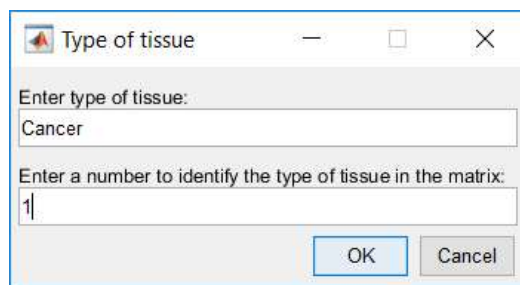 Type of tissue
Enter type of tissue:
Cancer
Enter a number to identify the type of tissue in the matrix:
1
OK Cancel